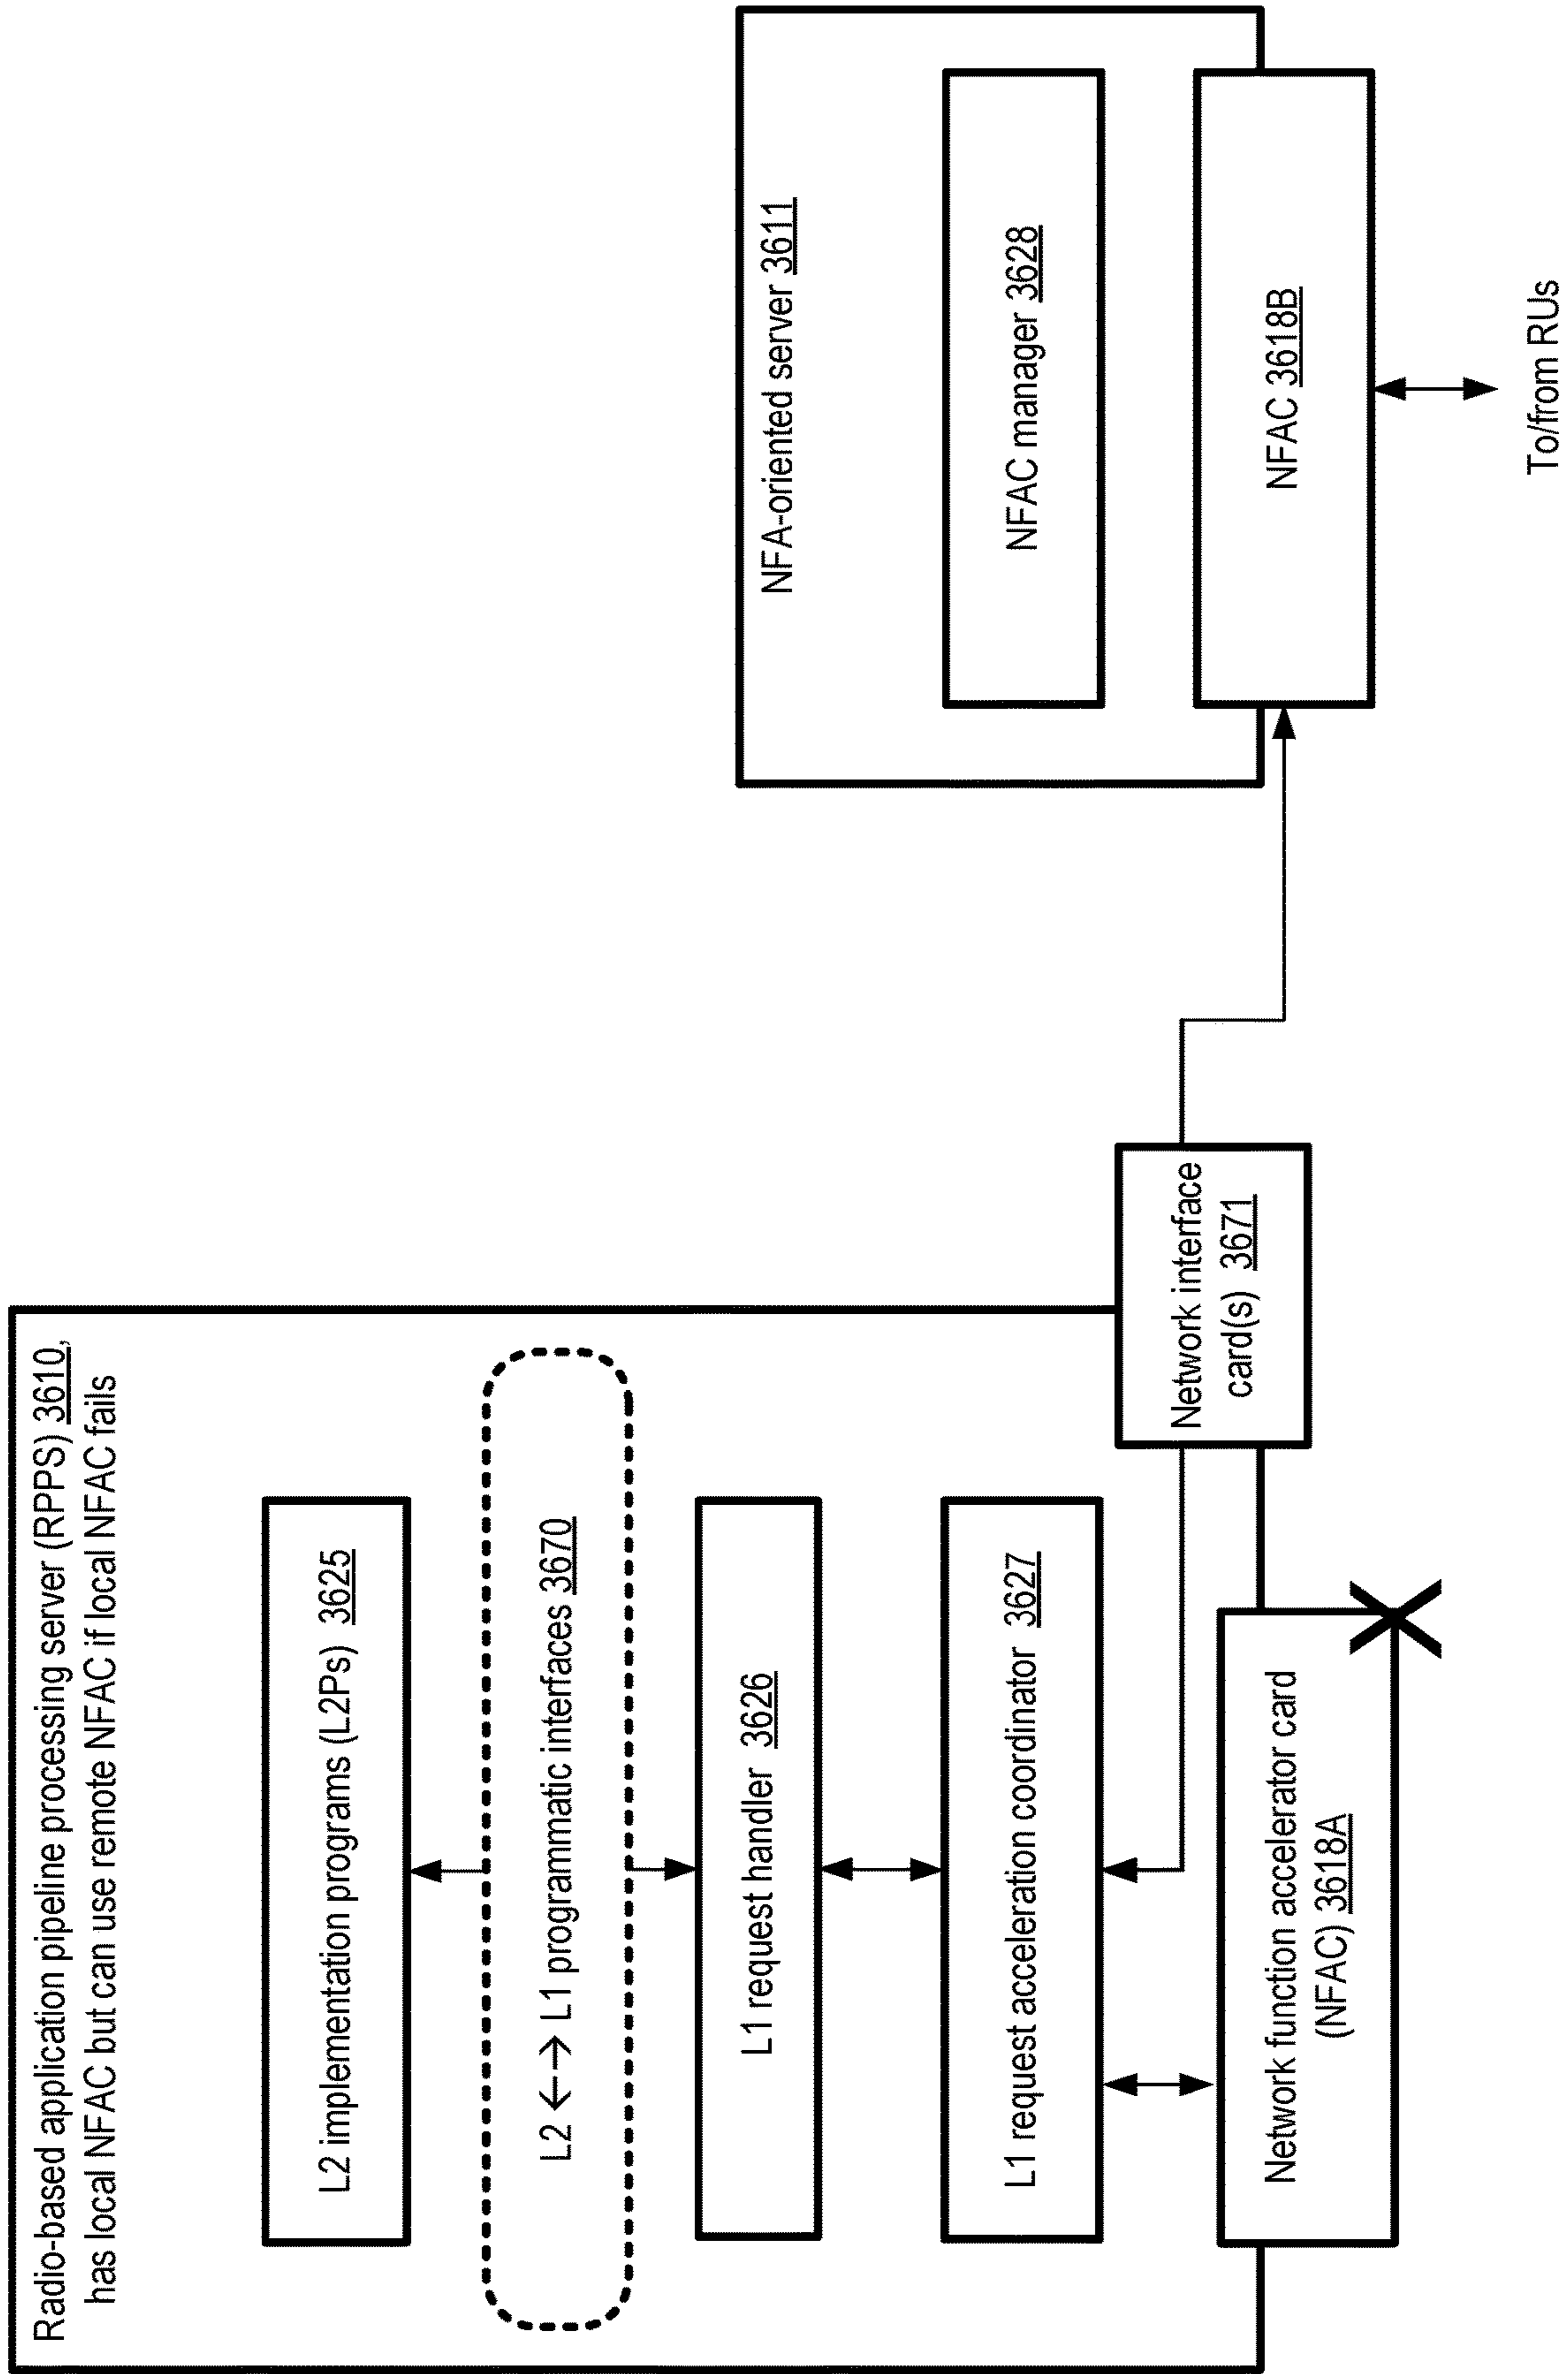 Radio-based application pipeline processing server (RPPS) 3610,
has local NFAC but can use remote NFAC if local NFAC fails
L2 implementation programs (L2Ps) 3625
L2 ←→ L1 programmatic interfaces 3670
L1 request handler 3626
L1 request acceleration coordinator 3627
Network function accelerator card
(NFAC) 3618A
Network interface
card(s) 3671
NFA-oriented server 3611
NFAC manager 3628
NFAC 3618B
To/from RUs